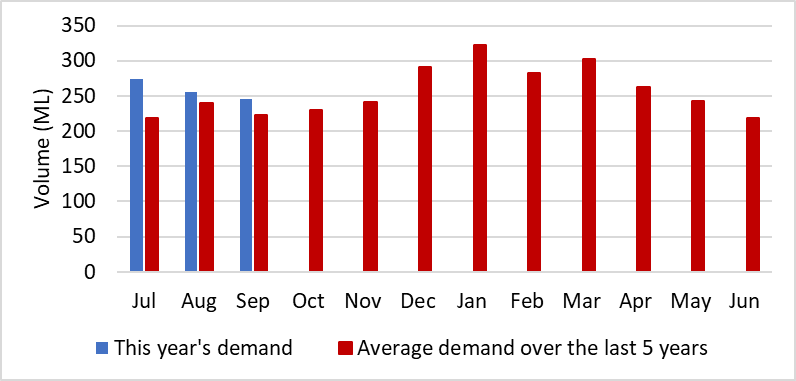 350
300
250
200
150
100
50
0
Volume (ML)
Jul Aug Sep Oct Nov Dec Jan Feb Mar Apr May Jun
This year's demand Average demand over the last 5 years